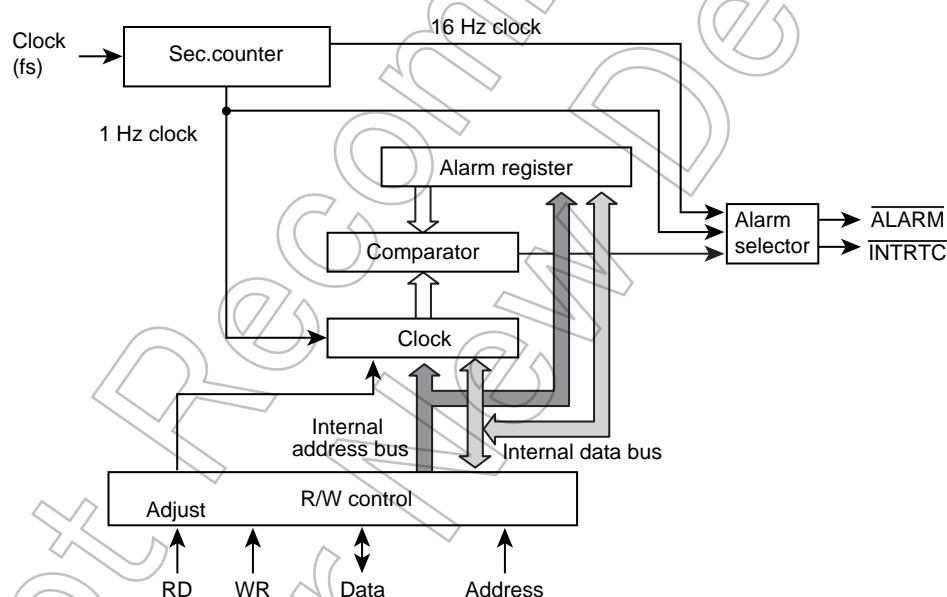 16 Hz clock
Clock
(fs)
Sec.counter
1 Hz clock
Alarm register
Alarm
selector
ALARM
INTRTC
Comparator
Clock
Internal
address bus
Internal data bus
R/W control
Adjust
RD
WR
Data
Address